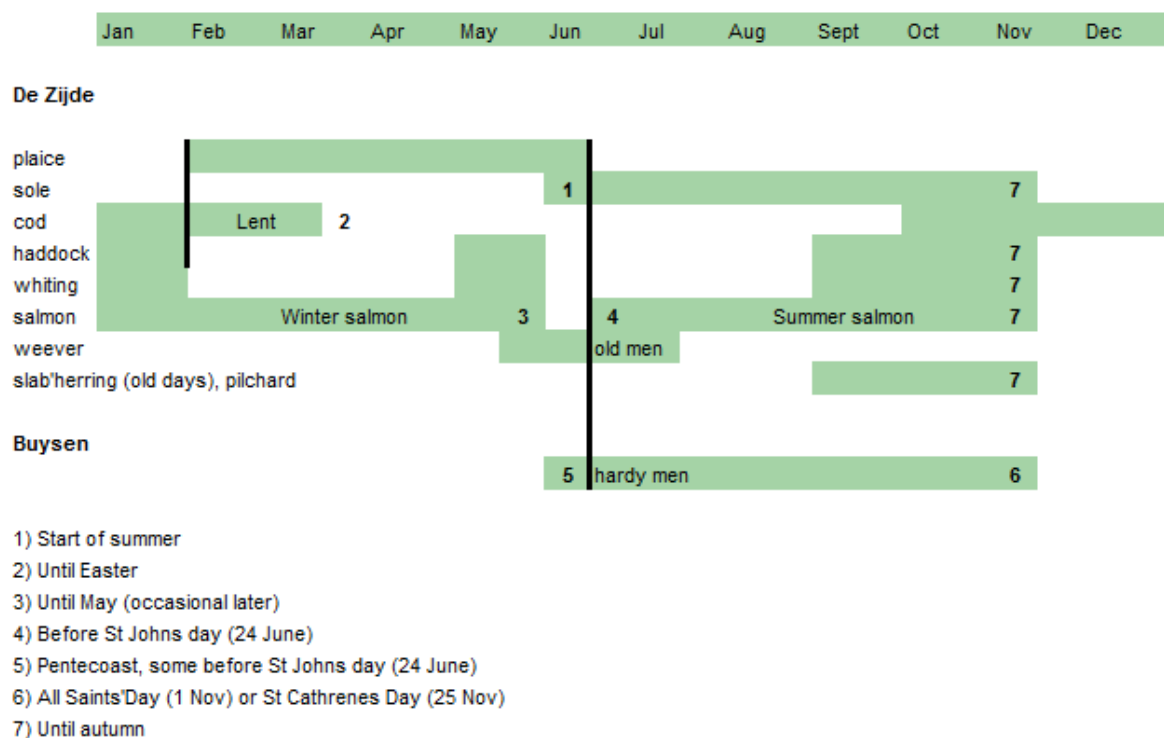 Jan Feb Mar Apr May Jun Jul Aug Sept Oct Nov Dec
De Zijde
plaice
sole 1 7
cod Lent 2
haddock 7
whiting 7
salmon Winter salmon 3 4 Summer salmon 7
weever old men
slab'herring (old days), pilchard 7
Buysen
5 hardy men 6
1) Start of summer
2) Until Easter
3) Until May (occasional later)
4) Before St Johns day (24 June)
5) Pentecoast, some before St Johns day (24 June)
6) All Saints'Day (1 Nov) or St Cathrenes Day (25 Nov)
7) Until autumn